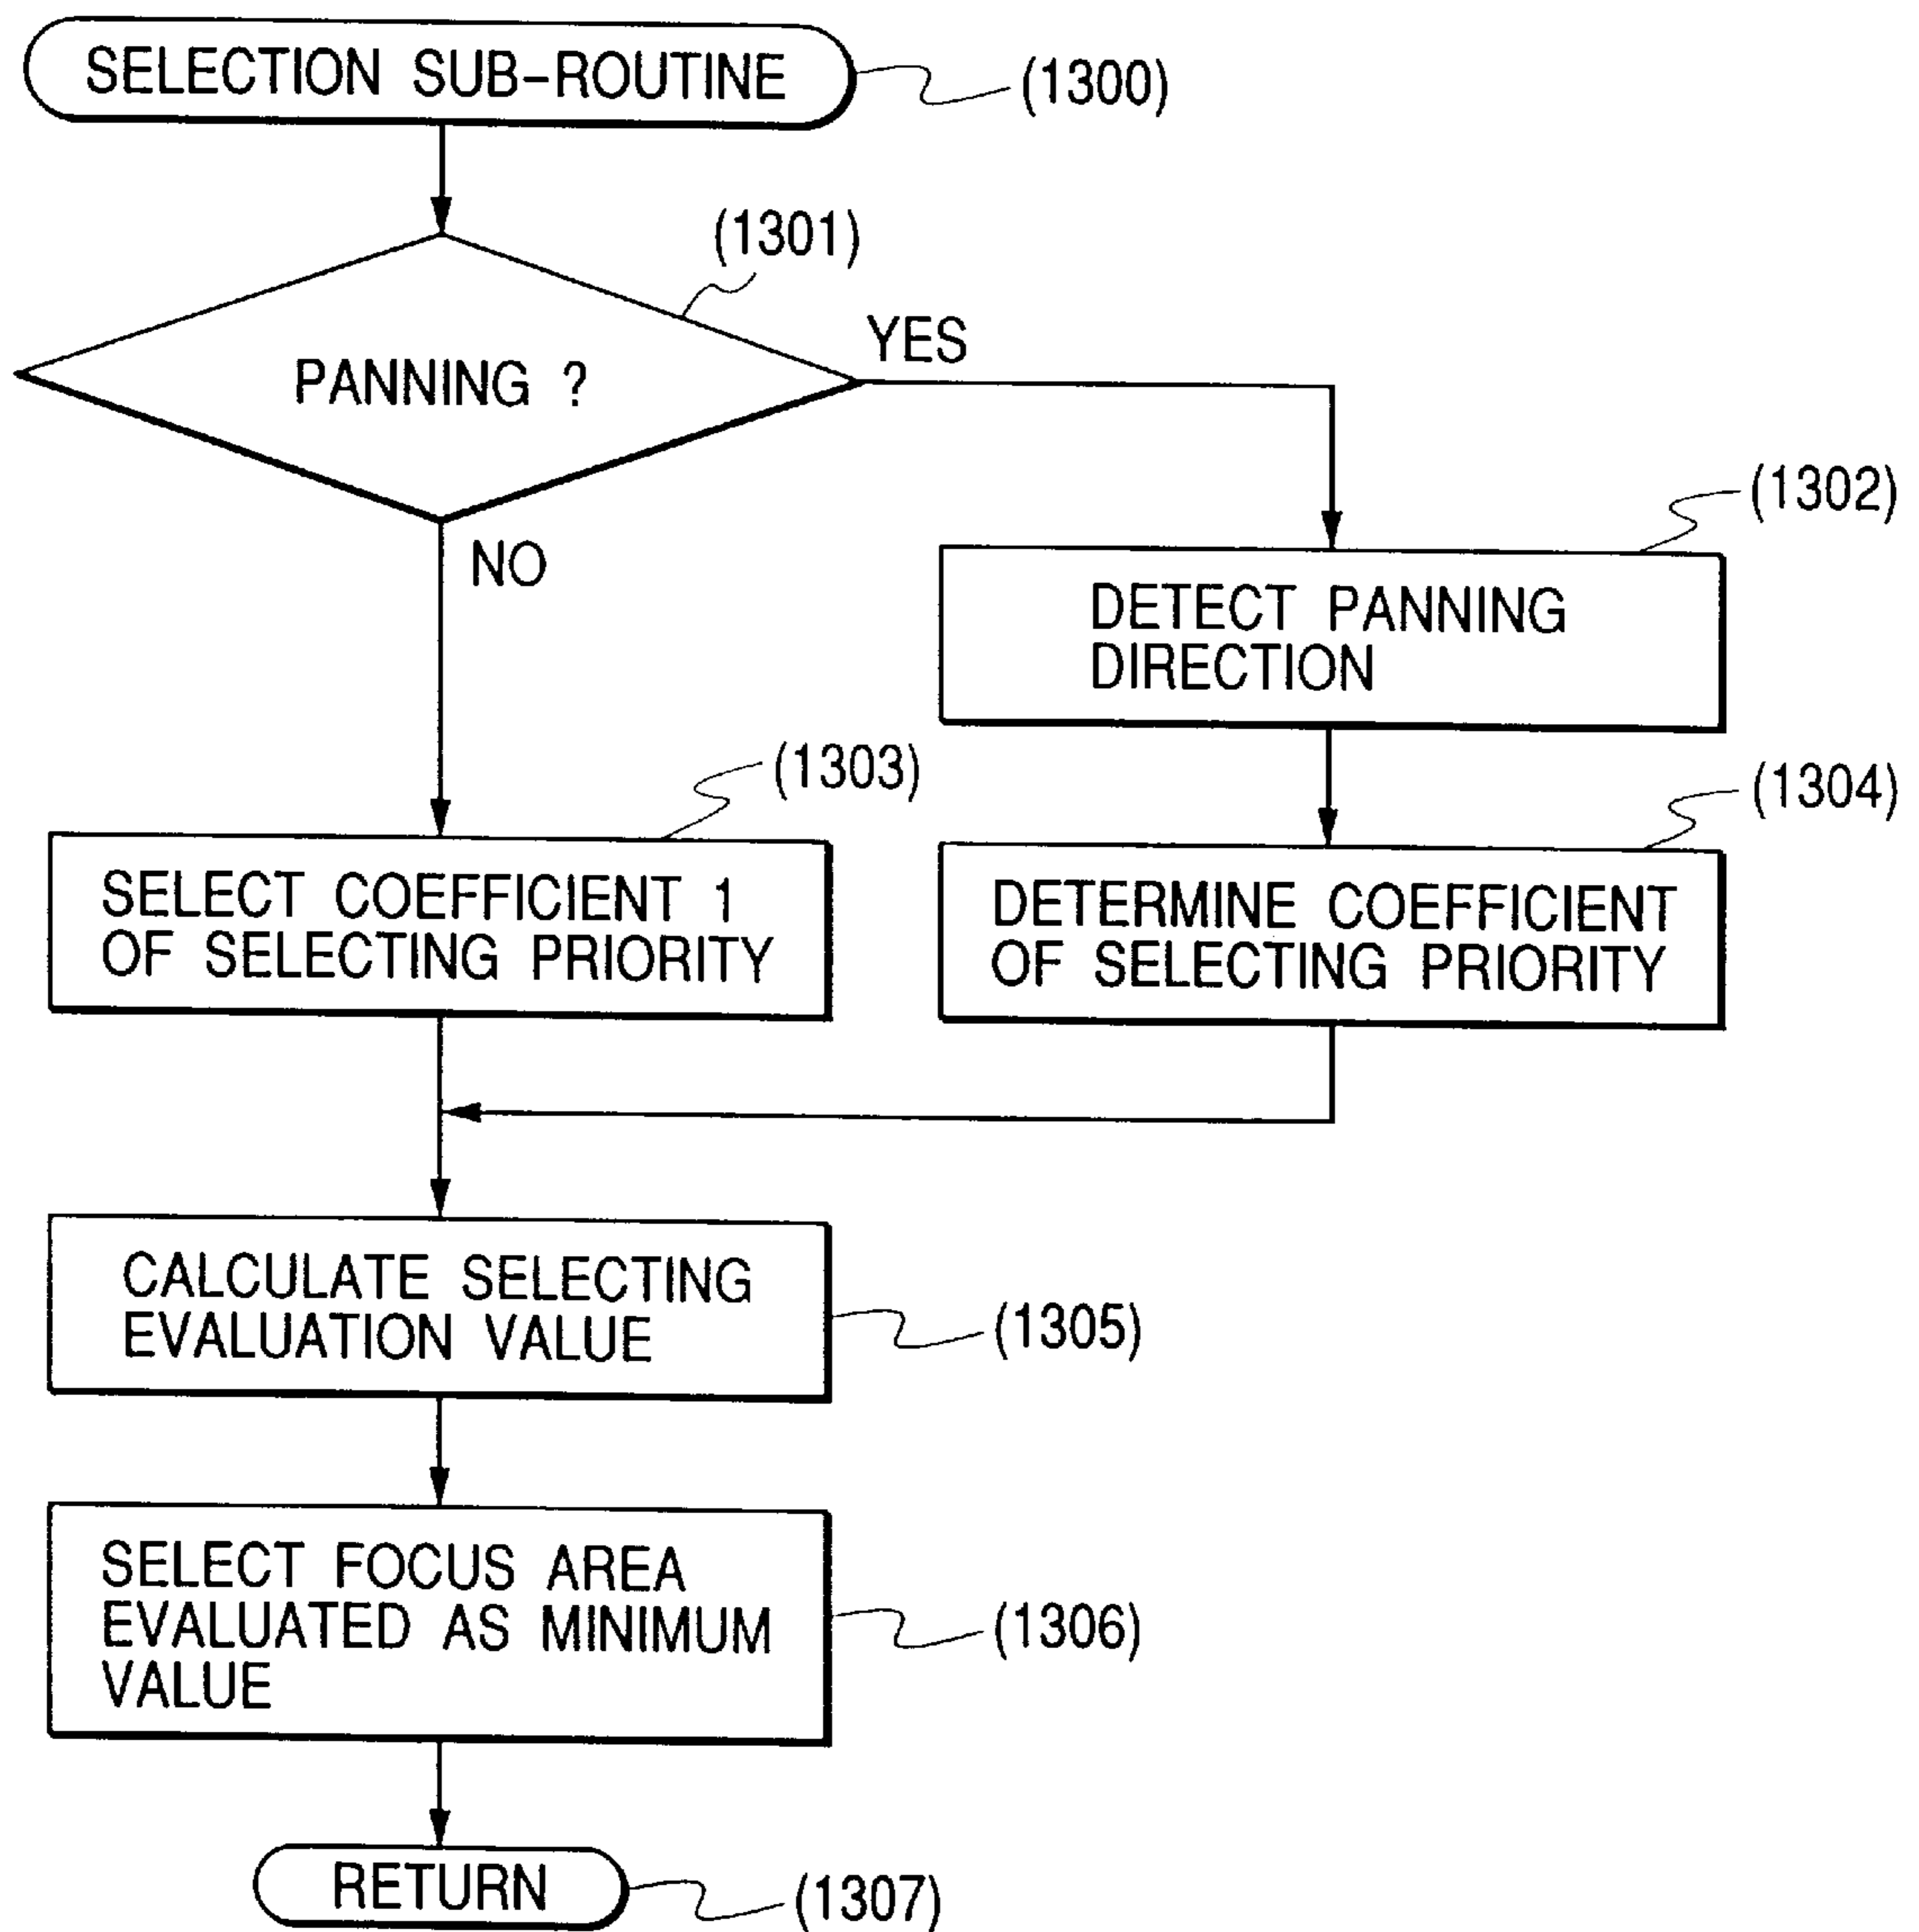 SELECTION SUB-ROUTINE
(1300)
(1301)
PANNING ?
YES
NO
(1302)
DETECT PANNING
DIRECTION
(1303)
SELECT COEFFICIENT 1
OF SELECTING PRIORITY
(1304)
DETERMINE COEFFICIENT
OF SELECTING PRIORITY
CALCULATE SELECTING
EVALUATION VALUE
(1305)
SELECT FOCUS AREA
EVALUATED AS MINIMUM
VALUE
(1306)
RETURN
(1307)